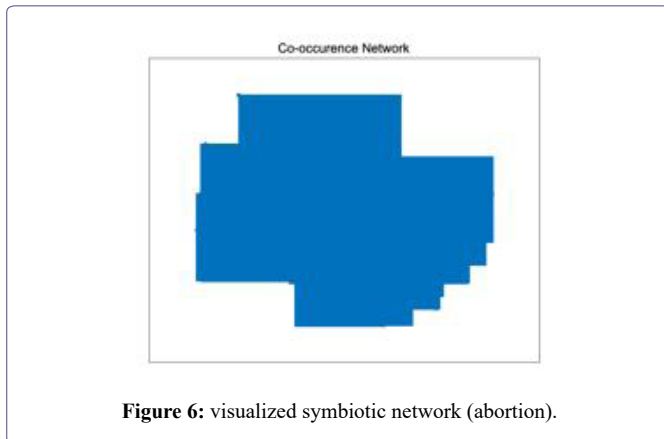 Co-occurence Network
Figure 6: visualized symbiotic network (abortion).